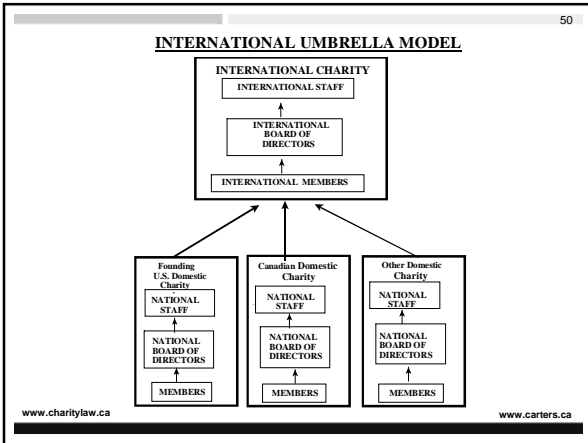 50
INTERNATIONAL UMBRELLA MODEL
INTERNATIONAL CHARITY
INTERNATIONAL STAFF
INTERNATIONAL
BOARD OF
DIRECTORS
INTERNATIONAL MEMBERS
Founding
U.S. Domestic
Charity
NATIONAL
STAFF
NATIONAL
BOARD OF
DIRECTORS
MEMBERS
Canadian Domestic
Charity
NATIONAL
STAFF
NATIONAL
BOARD OF
DIRECTORS
MEMBERS
Other Domestic
Charity
NATIONAL
STAFF
NATIONAL
BOARD OF
DIRECTORS
MEMBERS
www.charitylaw.ca
www.carters.ca